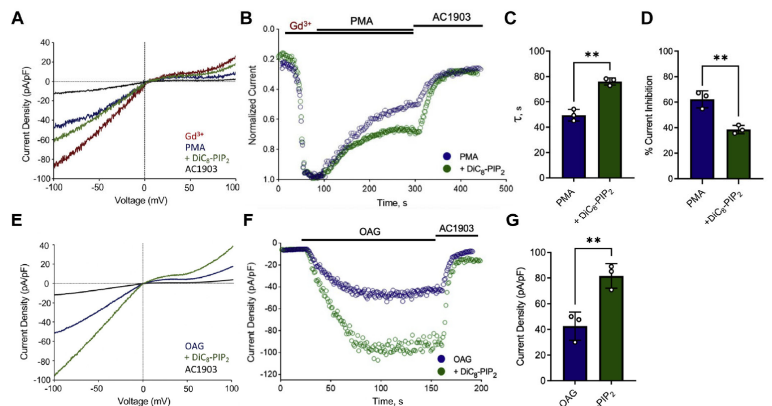 A
Current Density (pA/pF)
40
20
0
-20
-40
-60
-80
-100
-100
-50
0
50
100
Voltage (mV)
Gd³⁺
PMA
+ DiC₈-PIP₂
AC1903
B
Gd³⁺
PMA
AC1903
Normalized Current
0.0
0.2
0.4
0.6
0.8
1.0
0
100
200
300
400
500
Time, s
PMA
+ DiC₈-PIP₂
C
**
τ, s
100
80
60
40
20
0
PMA
+ DiC₈-PIP₂
D
**
% Current Inhibition
100
80
60
40
20
0
PMA
+DiC₈-PIP₂
E
Current Density (pA/pF)
40
20
0
-20
-40
-60
-80
-100
-100
-50
0
50
100
Voltage (mV)
OAG
+ DiC₈-PIP₂
AC1903
F
OAG
AC1903
Current Density (pA/pF)
0
-20
-40
-60
-80
-100
-120
0
50
100
150
200
Time, s
OAG
+ DiC₈-PIP₂
G
**
Current Density (pA/pF)
100
80
60
40
20
0
OAG
-PIP₂